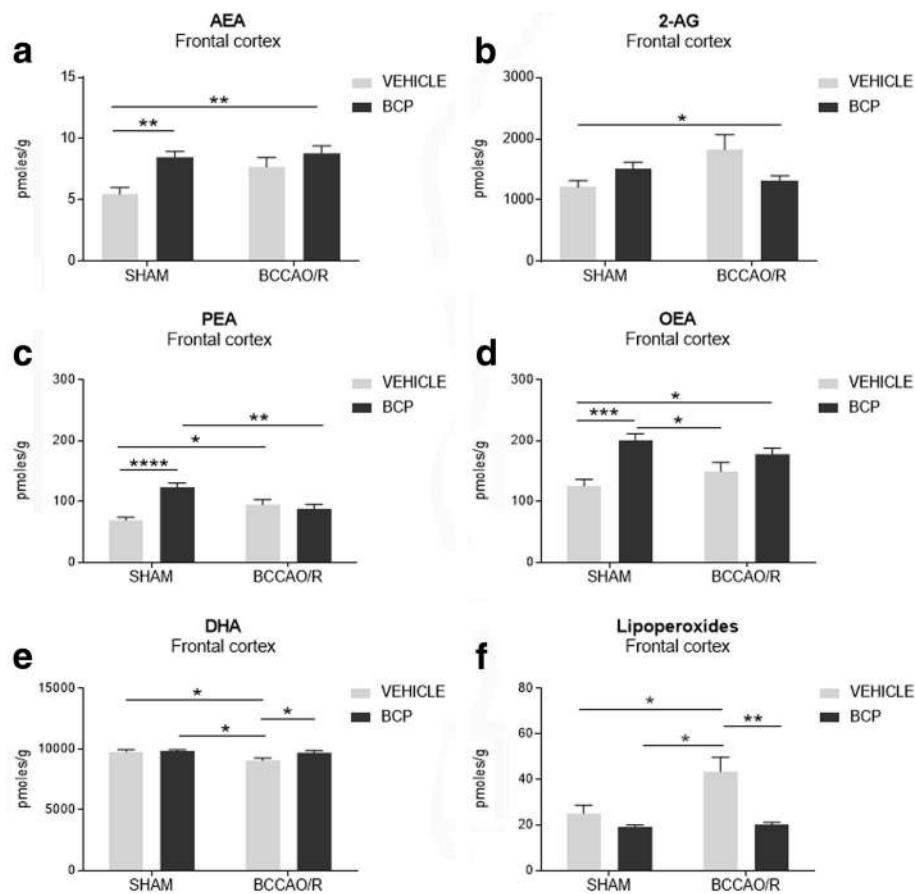 AEA
Frontal cortex
a
VEHICLE
BCP
15
10
5
0
pmoles/g
**
**
SHAM
BCCAO/R
2-AG
Frontal cortex
b
VEHICLE
BCP
3000
2000
1000
0
pmoles/g
*
SHAM
BCCAO/R
PEA
Frontal cortex
c
VEHICLE
BCP
300
200
100
0
pmoles/g
**
*
****
SHAM
BCCAO/R
OEA
Frontal cortex
d
VEHICLE
BCP
300
200
100
0
pmoles/g
*
***
*
SHAM
BCCAO/R
DHA
Frontal cortex
e
VEHICLE
BCP
15000
10000
5000
0
pmoles/g
*
*
*
SHAM
BCCAO/R
Lipoperoxides
Frontal cortex
f
VEHICLE
BCP
80
60
40
20
0
pmoles/g
*
**
*
SHAM
BCCAO/R